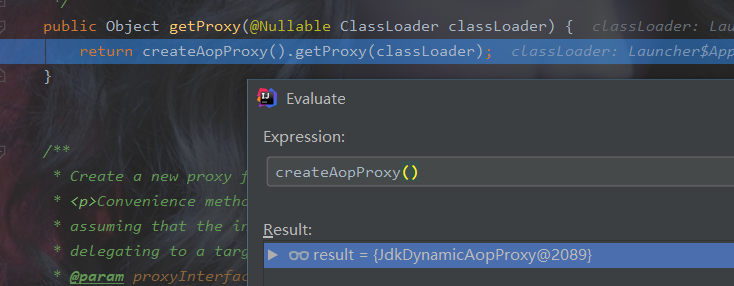 */
public Object getProxy(@Nullable ClassLoader classLoader) { classLoader: Lau
return createAopProxy().getProxy(classLoader); classLoader: Launcher$App
}
Evaluate
Expression:
/**
createAopProxy()
* Create a new proxy f
* <p>Convenience metho
* assuming that the in
Result:
* delegating to a targ
result = {JdkDynamicAopProxy@2089}
* @param proxyInterfac